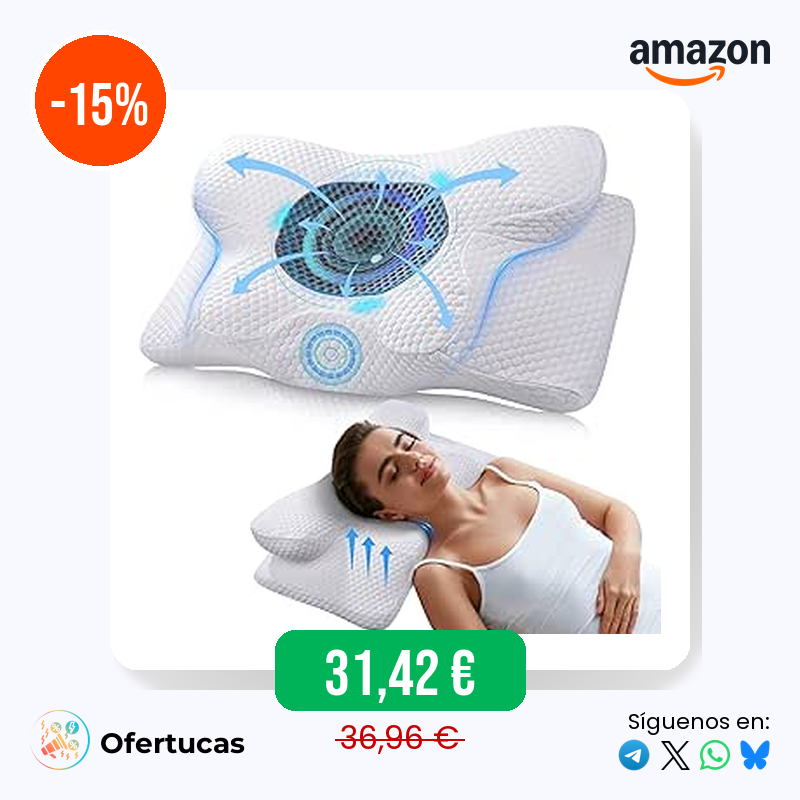 -15%
amazon
31,42 €
36,96 €
Ofertucas
Síguenos en: